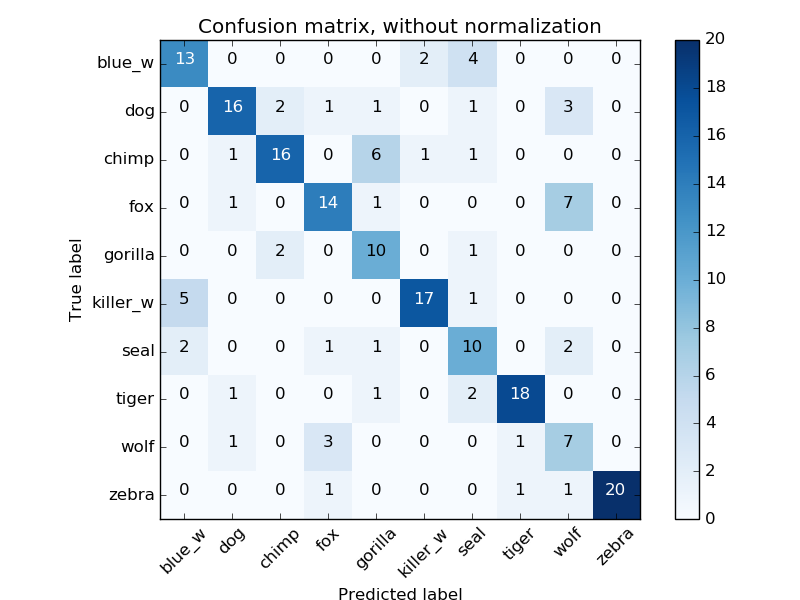 Confusion matrix, without normalization
blue_w 13 0 0 0 0 2 4 0 0 0
dog 0 16 2 1 1 0 1 0 3 0
chimp 0 1 16 0 6 1 1 0 0 0
fox 0 1 0 14 1 0 0 0 7 0
gorilla 0 0 2 0 10 0 1 0 0 0
killer_w 5 0 0 0 0 17 1 0 0 0
seal 2 0 0 1 1 0 10 0 2 0
tiger 0 1 0 0 1 0 2 18 0 0
wolf 0 1 0 3 0 0 0 1 7 0
zebra 0 0 0 1 0 0 0 1 1 20
blue_w dog chimp fox gorilla killer_w seal tiger wolf zebra
True label
Predicted label
20
18
16
14
12
10
8
6
4
2
0